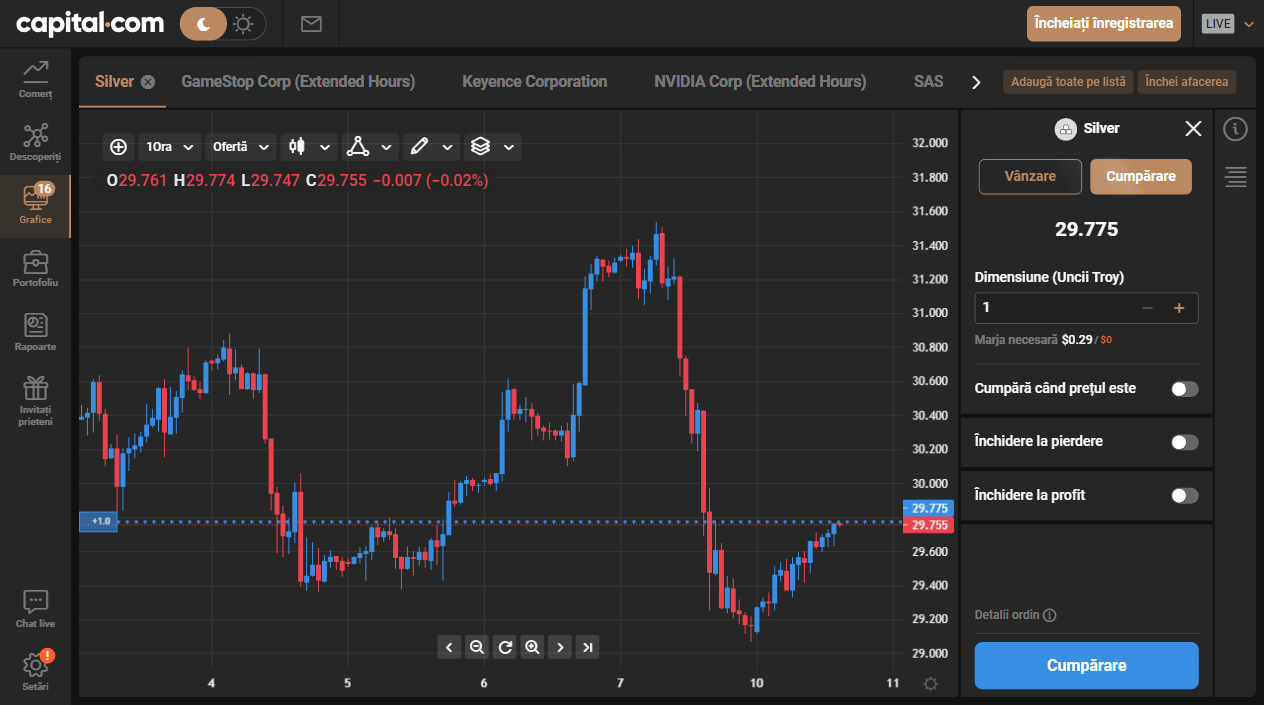 capital.com
Încheiați înregistrarea
LIVE
Comerț
Descoperiți
16
Grafice
Portofoliu
Rapoarte
Invitați
prieteni
Chat live
!
Setări
Silver
GameStop Corp (Extended Hours)
Keyence Corporation
NVIDIA Corp (Extended Hours)
SAS
Adaugă toate pe listă
Închei afacerea
1Ora
Ofertă
O29.761 H29.774 L29.747 C29.755 −0.007 (−0.02%)
+1.0
32.000
31.800
31.600
31.400
31.200
31.000
30.800
30.600
30.400
30.200
30.000
29.775
29.755
29.600
29.400
29.200
29.000
4 5 6 7 10 11
Silver
Vânzare
Cumpărare
29.775
Dimensiune (Uncii Troy)
1
Marja necesară $0.29 / $0
Cumpără când prețul este
Închidere la pierdere
Închidere la profit
Detalii ordin
Cumpărare